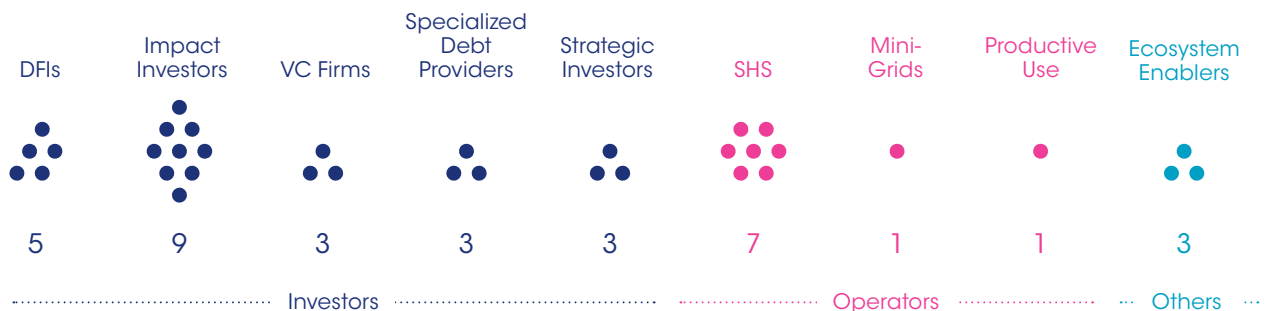 DFIs
Impact
Investors
VC Firms
Specialized
Debt
Providers
Strategic
Investors
SHS
Mini-
Grids
Productive
Use
Ecosystem
Enablers
5
9
3
3
3
7
1
1
3
Investors
Operators
Others